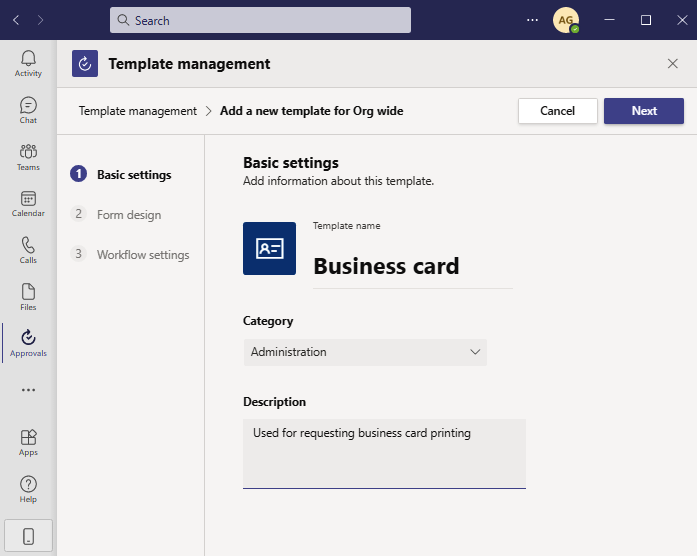 Search
AG
Activity
Chat
Teams
Calendar
Calls
Files
Approvals
Apps
Help
Template management
Template management > Add a new template for Org wide
Cancel
Next
1 Basic settings
2 Form design
3 Workflow settings
Basic settings
Add information about this template.
Template name
Business card
Category
Administration
Description
Used for requesting business card printing